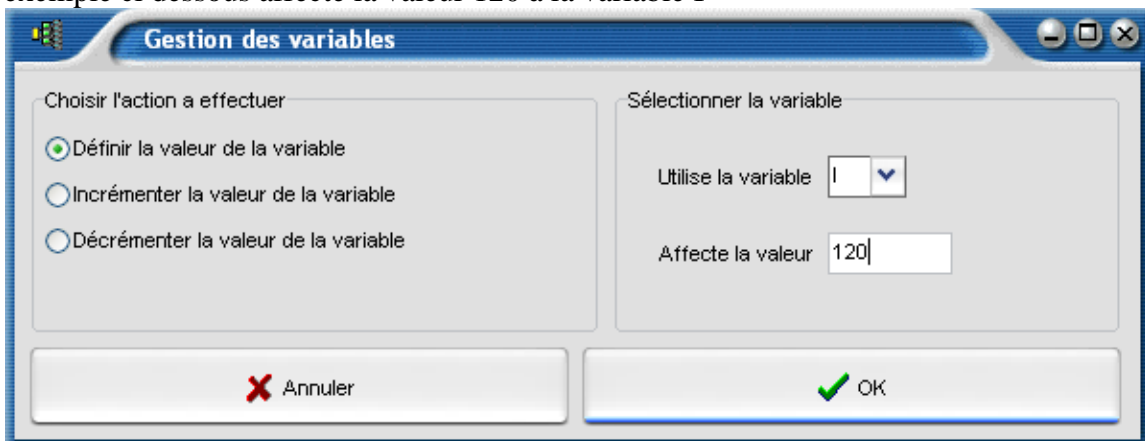 exemple ci dessous affecte la valeur 120 à la variable I
Gestion des variables
Choisir l'action a effectuer
Définir la valeur de la variable
Incrémenter la valeur de la variable
Décrémenter la valeur de la variable
Sélectionner la variable
Utilise la variable I
Affecte la valeur 120
Annuler
OK